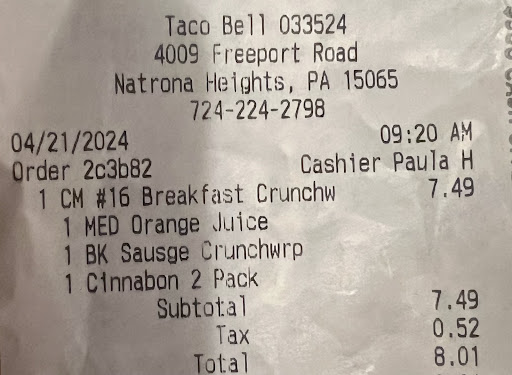 Taco Bell 033524
4009 Freeport Road
Natrona Heights, PA 15065
724-224-2798
04/21/2024 09:20 AM
Order 2c3b82 Cashier Paula H
1 CM #16 Breakfast Crunchw 7.49
1 MED Orange Juice
1 BK Sausge Crunchwrp
1 Cinnabon 2 Pack
Subtotal 7.49
Tax 0.52
Total 8.01